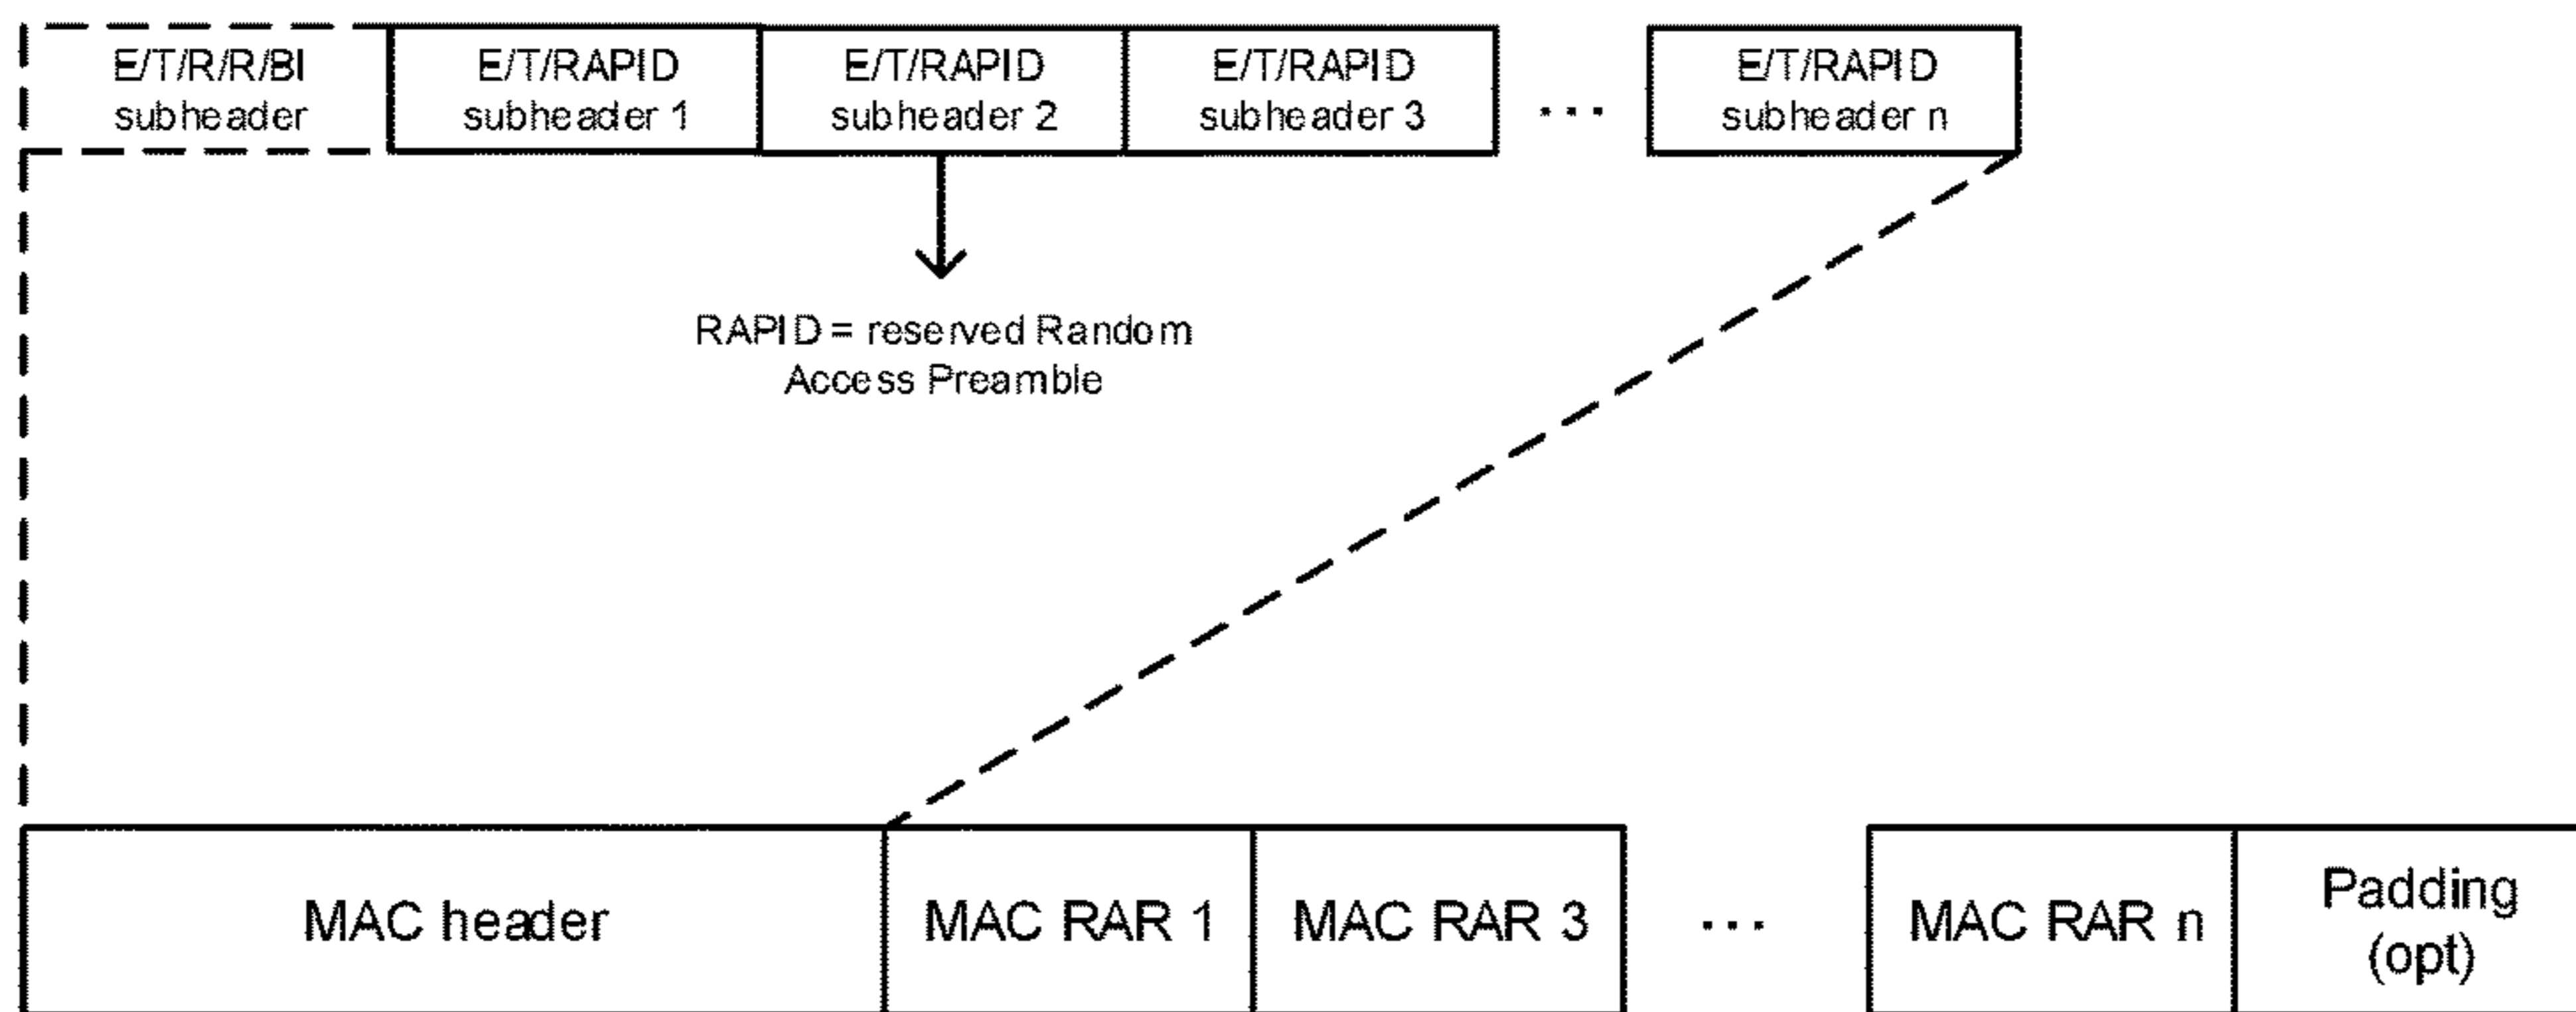 E/T/R/R/BI
subheader
E/T/RAPID
subheader 1
E/T/RAPID
subheader 2
E/T/RAPID
subheader 3
...
E/T/RAPID
subheader n
RAPID = reserved Random
Access Preamble
MAC header
MAC RAR 1
MAC RAR 3
...
MAC RAR n
Padding
(opt)